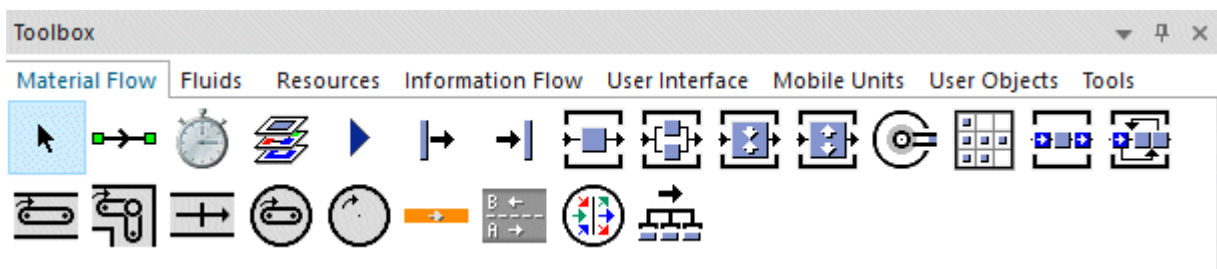 Toolbox
Material Flow Fluids Resources Information Flow User Interface Mobile Units User Objects Tools
B
A